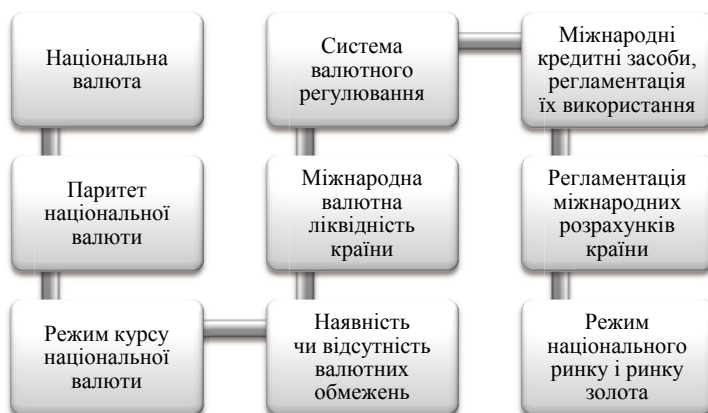 Національна
валюта
Паритет
національної
валюти
Режим курсу
національної
валюти
Наявність
чи відсутність
валютних
обмежень
Міжнародна
валютна
ліквідність
країни
Система
валютного
регулювання
Міжнародні
кредитні засоби,
регламентація
їх використання
Регламентація
міжнародних
розрахунків
країни
Режим
національного
ринку і ринку
золота